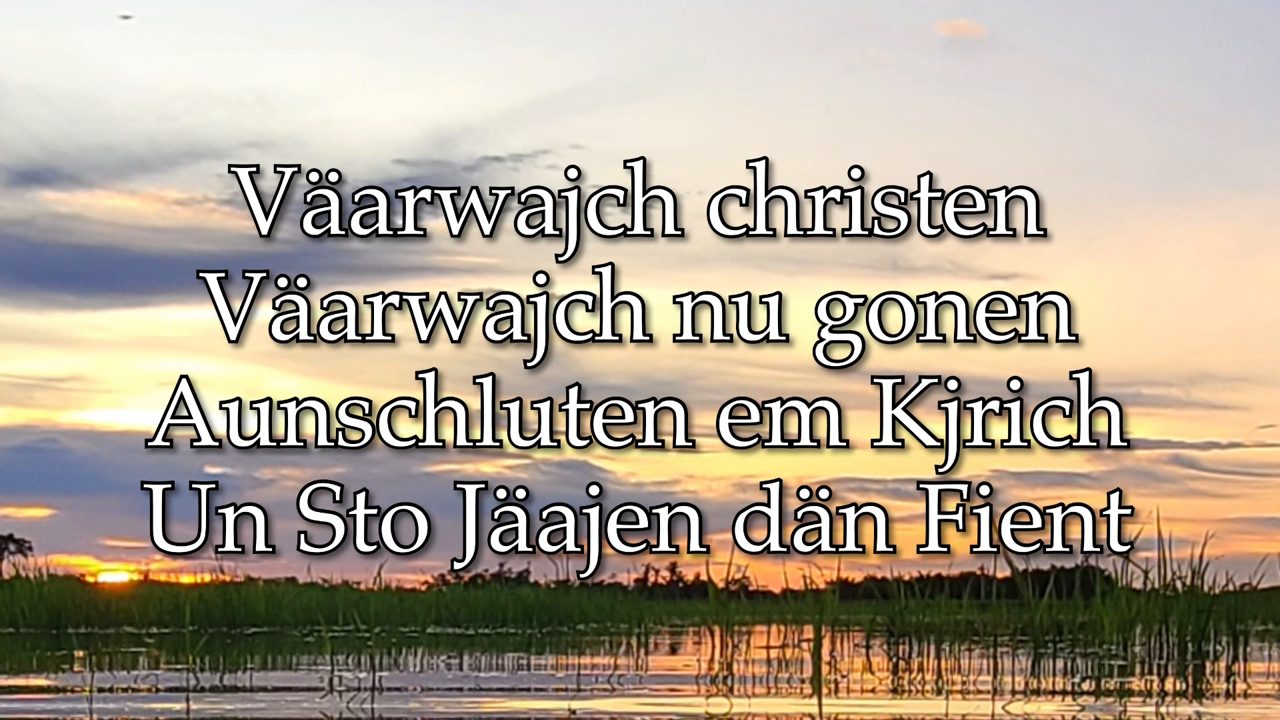 Väarwajch christen
Väarwajch nu gonen
Aunschluten em Kjrich
Un Sto Jäajen dän Fient